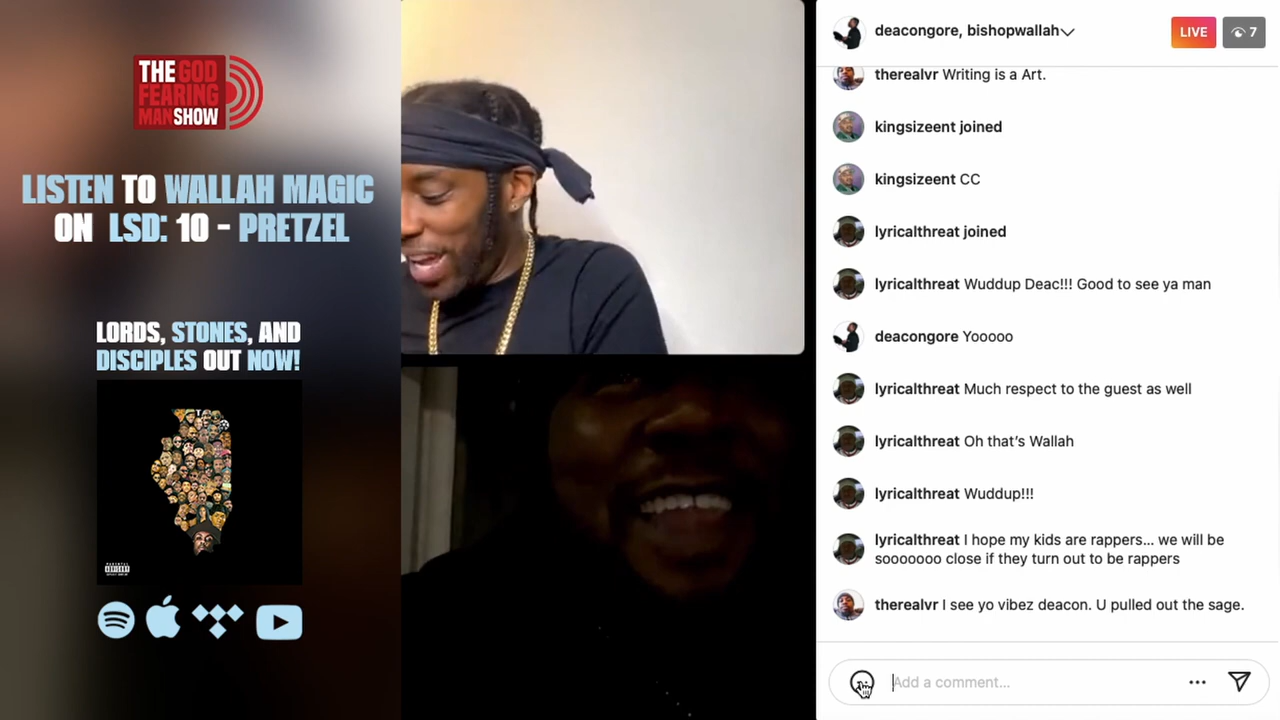 THE GOD
FEARING
MAN SHOW
LISTEN TO WALLAH MAGIC
ON LSD: 10 - PRETZEL
LORDS, STONES, AND
DISCIPLES OUT NOW!
deacongore, bishopwallah
LIVE
7
therealvr Writing is a Art.
kingsizeent joined
kingsizeent CC
lyricalthreat joined
lyricalthreat Wuddup Deac!!! Good to see ya man
deacongore Yooooo
lyricalthreat Much respect to the guest as well
lyricalthreat Oh that’s Wallah
lyricalthreat Wuddup!!!
lyricalthreat I hope my kids are rappers... we will be
sooooooo close if they turn out to be rappers
therealvr I see yo vibez deacon. U pulled out the sage.
Add a comment...